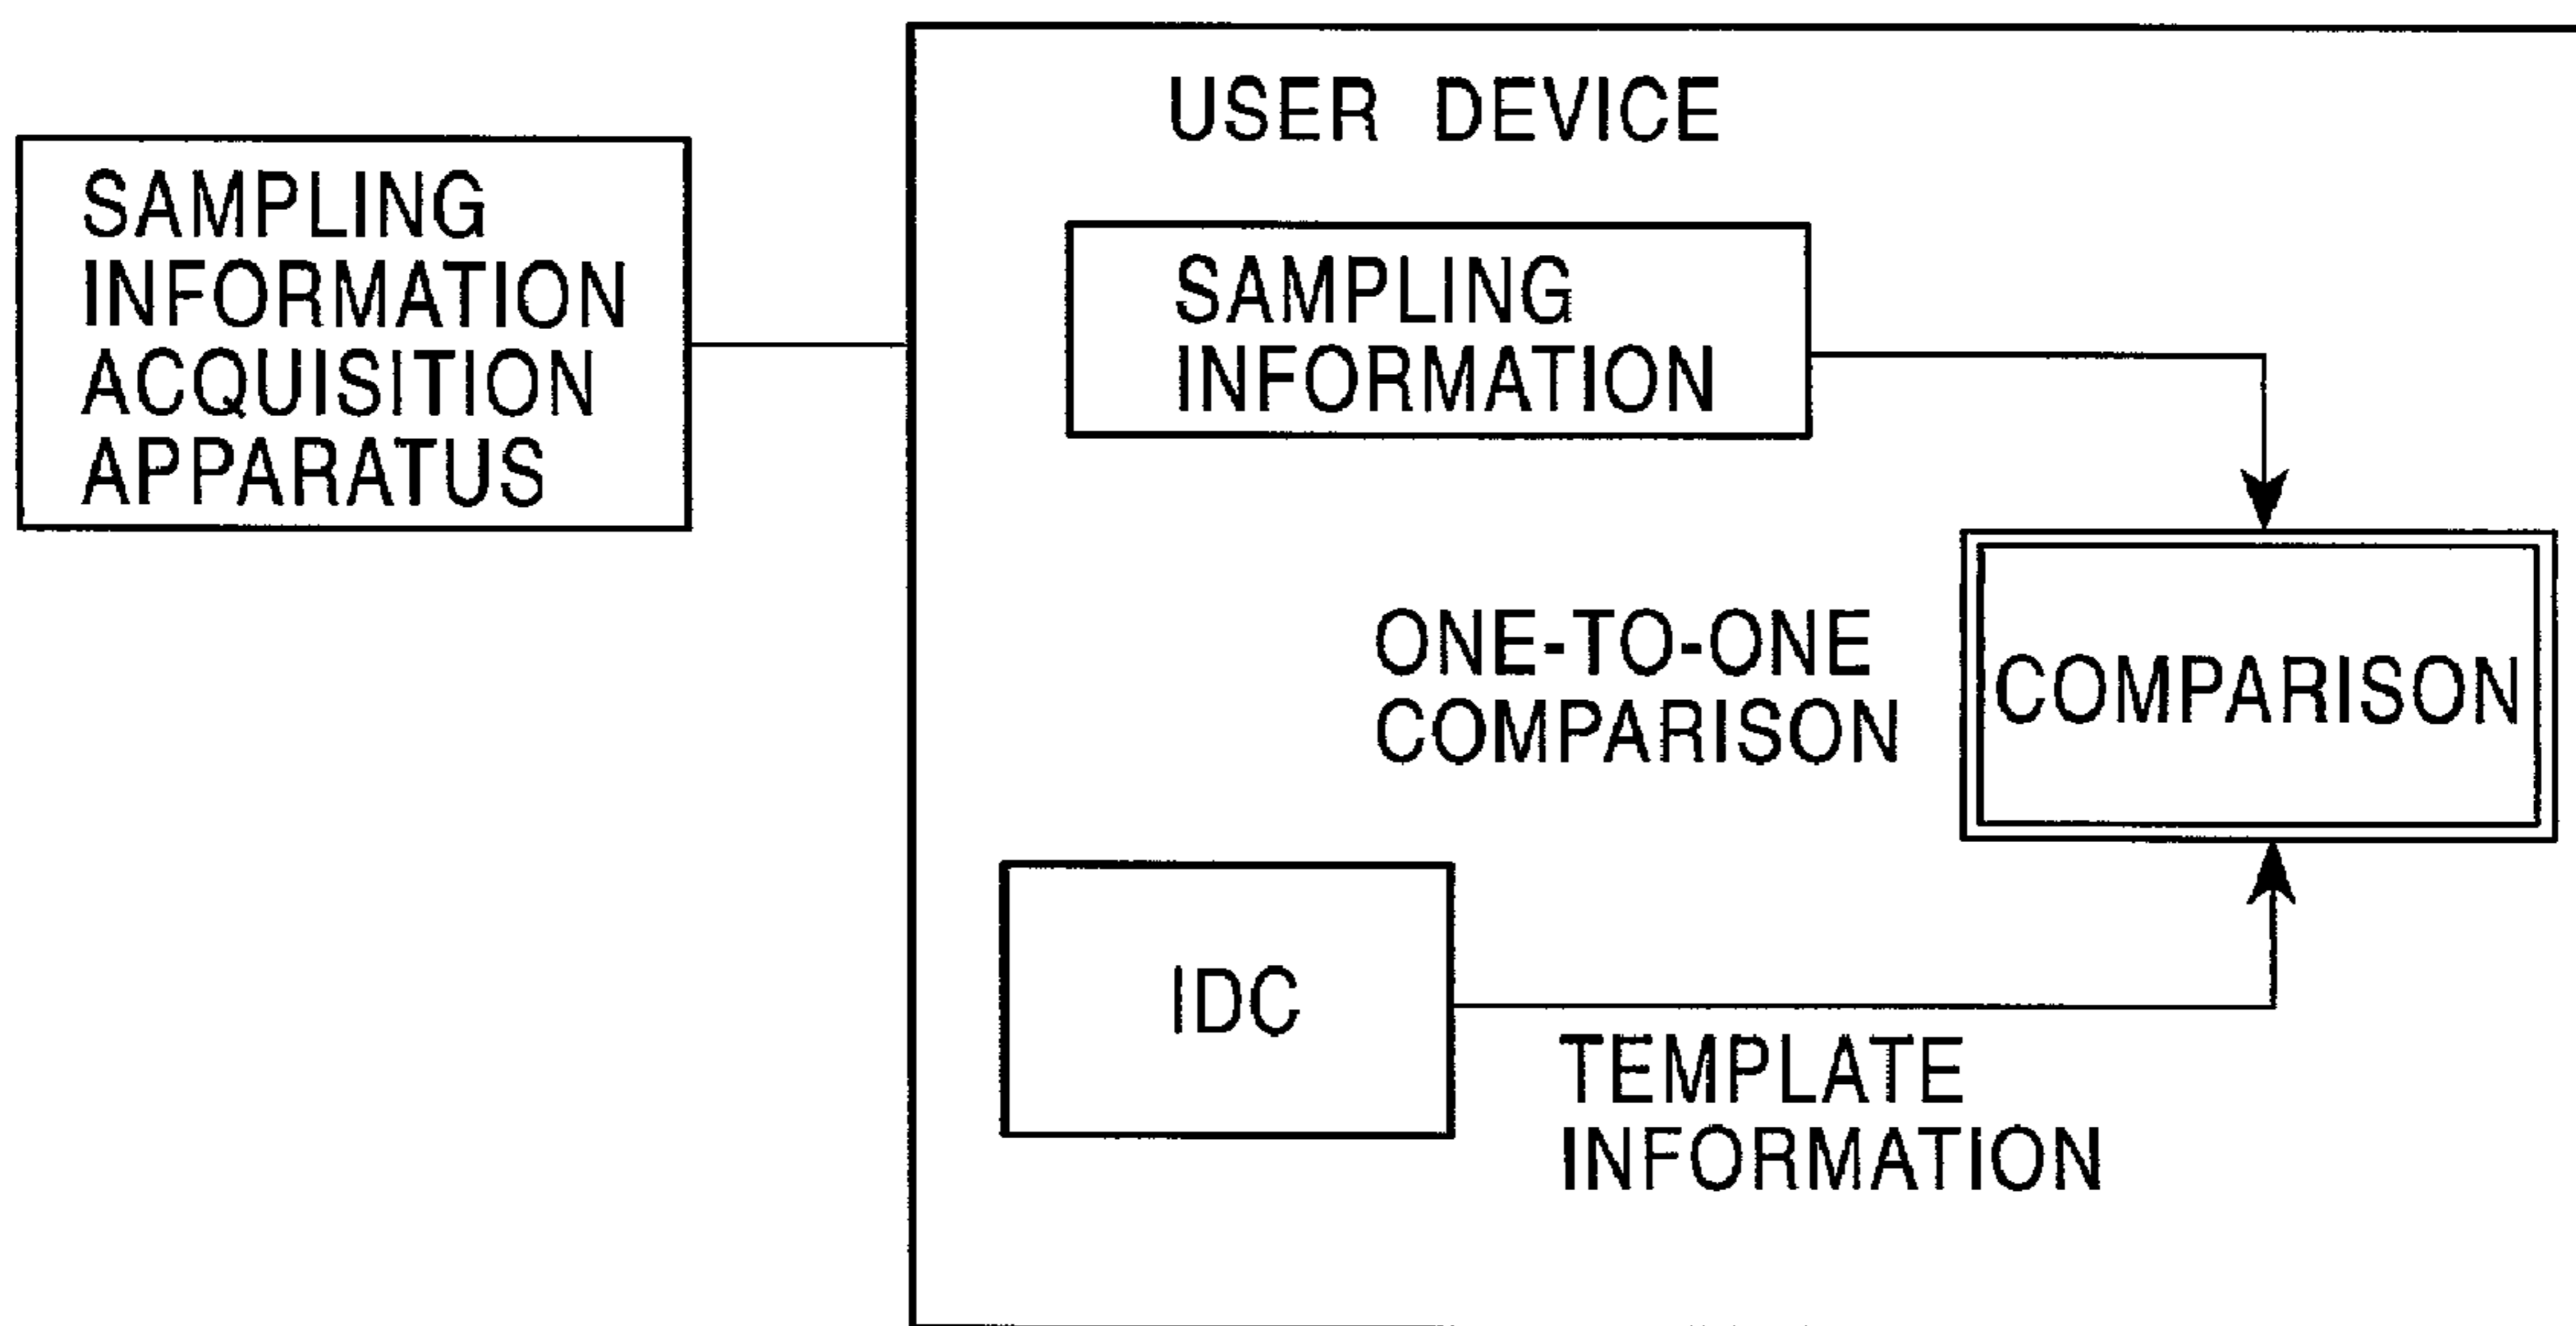 USER DEVICE
SAMPLING
INFORMATION
ACQUISITION
APPARATUS
SAMPLING
INFORMATION
ONE-TO-ONE
COMPARISON
COMPARISON
IDC
TEMPLATE
INFORMATION